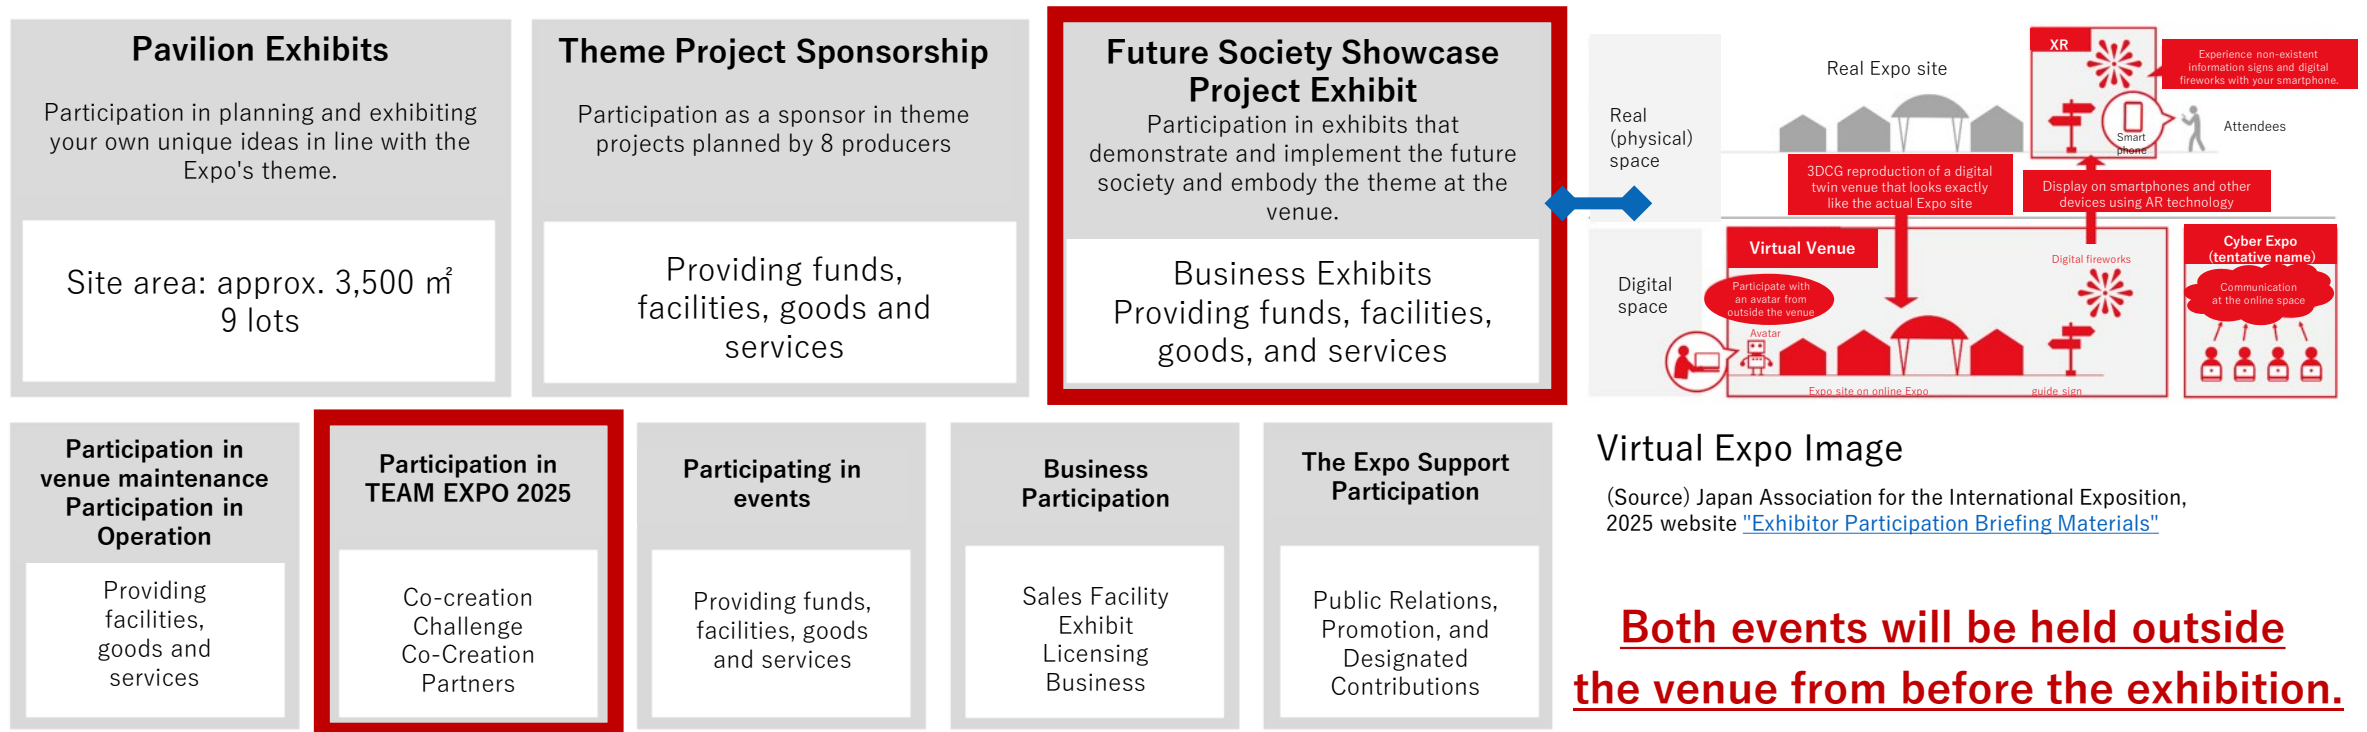 Pavilion Exhibits
Participation in planning and exhibiting
your own unique ideas in line with the
Expo's theme.
Site area: approx. 3,500 ㎡
9 lots
Theme Project Sponsorship
Participation as a sponsor in theme
projects planned by 8 producers
Providing funds,
facilities, goods and
services
Future Society Showcase
Project Exhibit
Participation in exhibits that
demonstrate and implement the future
society and embody the theme at the
venue.
Business Exhibits
Providing funds, facilities,
goods, and services
Real
(physical)
space
Real Expo site
XR
Experience non-existent
information signs and digital
fireworks with your smartphone.
Smart
phone
Attendees
3DCG reproduction of a digital
twin venue that looks exactly
like the actual Expo site
Display on smartphones and other
devices using AR technology
Digital
space
Virtual Venue
Participate with
an avatar from
outside the venue
Avatar
Digital fireworks
Expo site on online Expo
guide sign
Cyber Expo
(tentative name)
Communication
at the online space
Participation in
venue maintenance
Participation in
Operation
Providing
facilities,
goods and
services
Participation in
TEAM EXPO 2025
Co-creation
Challenge
Co-Creation
Partners
Participating in
events
Providing funds,
facilities, goods
and services
Business
Participation
Sales Facility
Exhibit
Licensing
Business
The Expo Support
Participation
Public Relations,
Promotion, and
Designated
Contributions
Virtual Expo Image
(Source) Japan Association for the International Exposition,
2025 website "Exhibitor Participation Briefing Materials"
Both events will be held outside
the venue from before the exhibition.